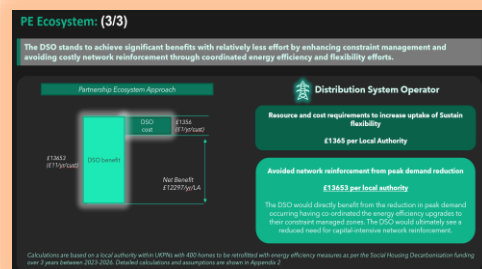 PE Ecosystem: (3/3)
The DSO stands to achieve significant benefits with relatively less effort by enhancing constraint management and
avoiding costly network reinforcement through coordinated energy efficiency and flexibility efforts.
Partnership Ecosystem Approach
DSO
cost
£1356
(£1/yr/cust)
£13653
(£11/yr/cust)
DSO benefit
Net Benefit
£12297/yr/LA
Distribution System Operator
Resource and cost requirements to increase uptake of Sustain
flexibility
£1365 per Local Authority
Avoided network reinforcement from peak demand reduction
£13653 per local authority
The DSO would directly benefit from the reduction in peak demand
occurring having co-ordinated the energy efficiency upgrades to
their constraint managed zones. The DSO would ultimately see a
reduced need for capital-intensive network reinforcement.
Calculations are based on a local authority within UKPNs with 400 homes to be retrofitted with energy efficiency measures as per the Social Housing Decarbonisation funding
over 3 years between 2023-2026. Detailed calculations and assumptions are shown in Appendix 2